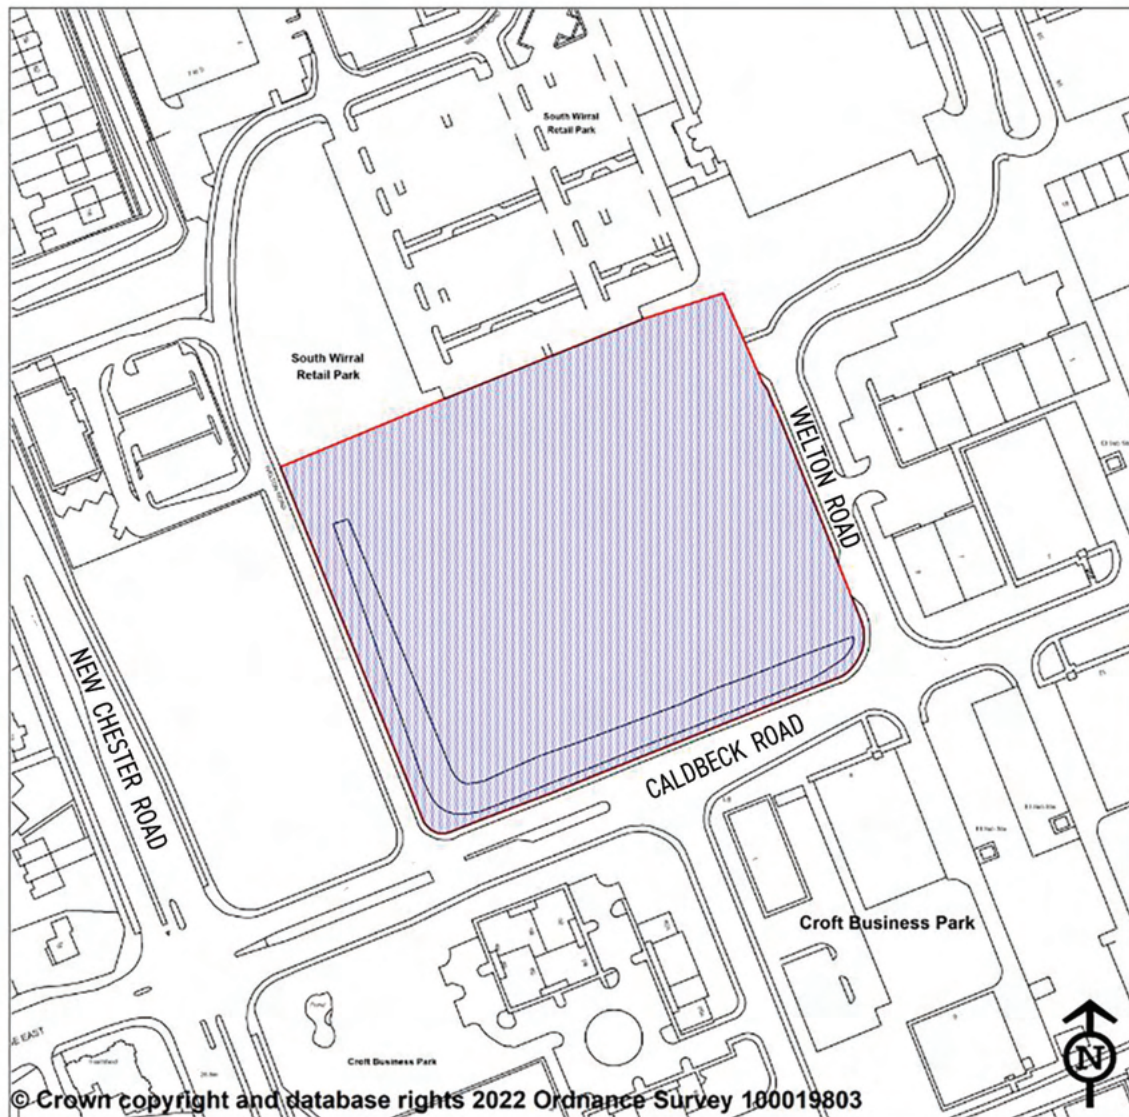 South Wirral
Retail Park
South Wirral
Retail Park
WELTON ROAD
NEW CHESTER ROAD
CALDBECK ROAD
Croft Business Park
Croft Business Park
N
© Crown copyright and database rights 2022 Ordnance Survey 100019803